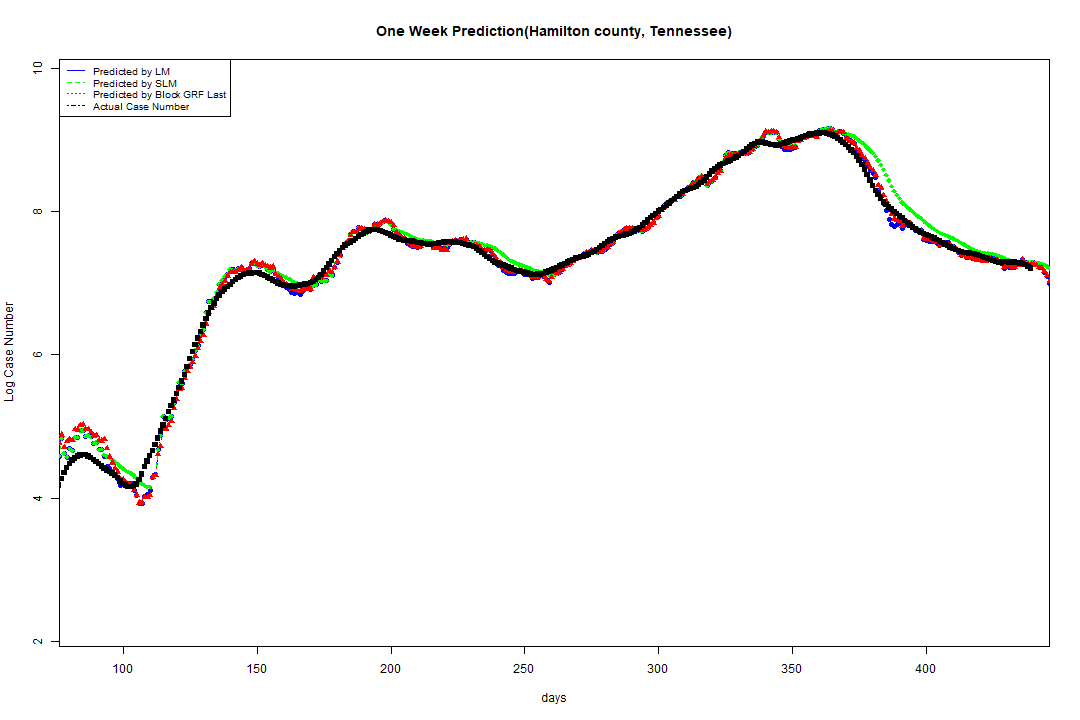 One Week Prediction(Hamilton county, Tennessee)
Predicted by LM
Predicted by SLM
Predicted by Block GRF Last
Actual Case Number
10
8
6
4
2
Log Case Number
100 150 200 250 300 350 400
days